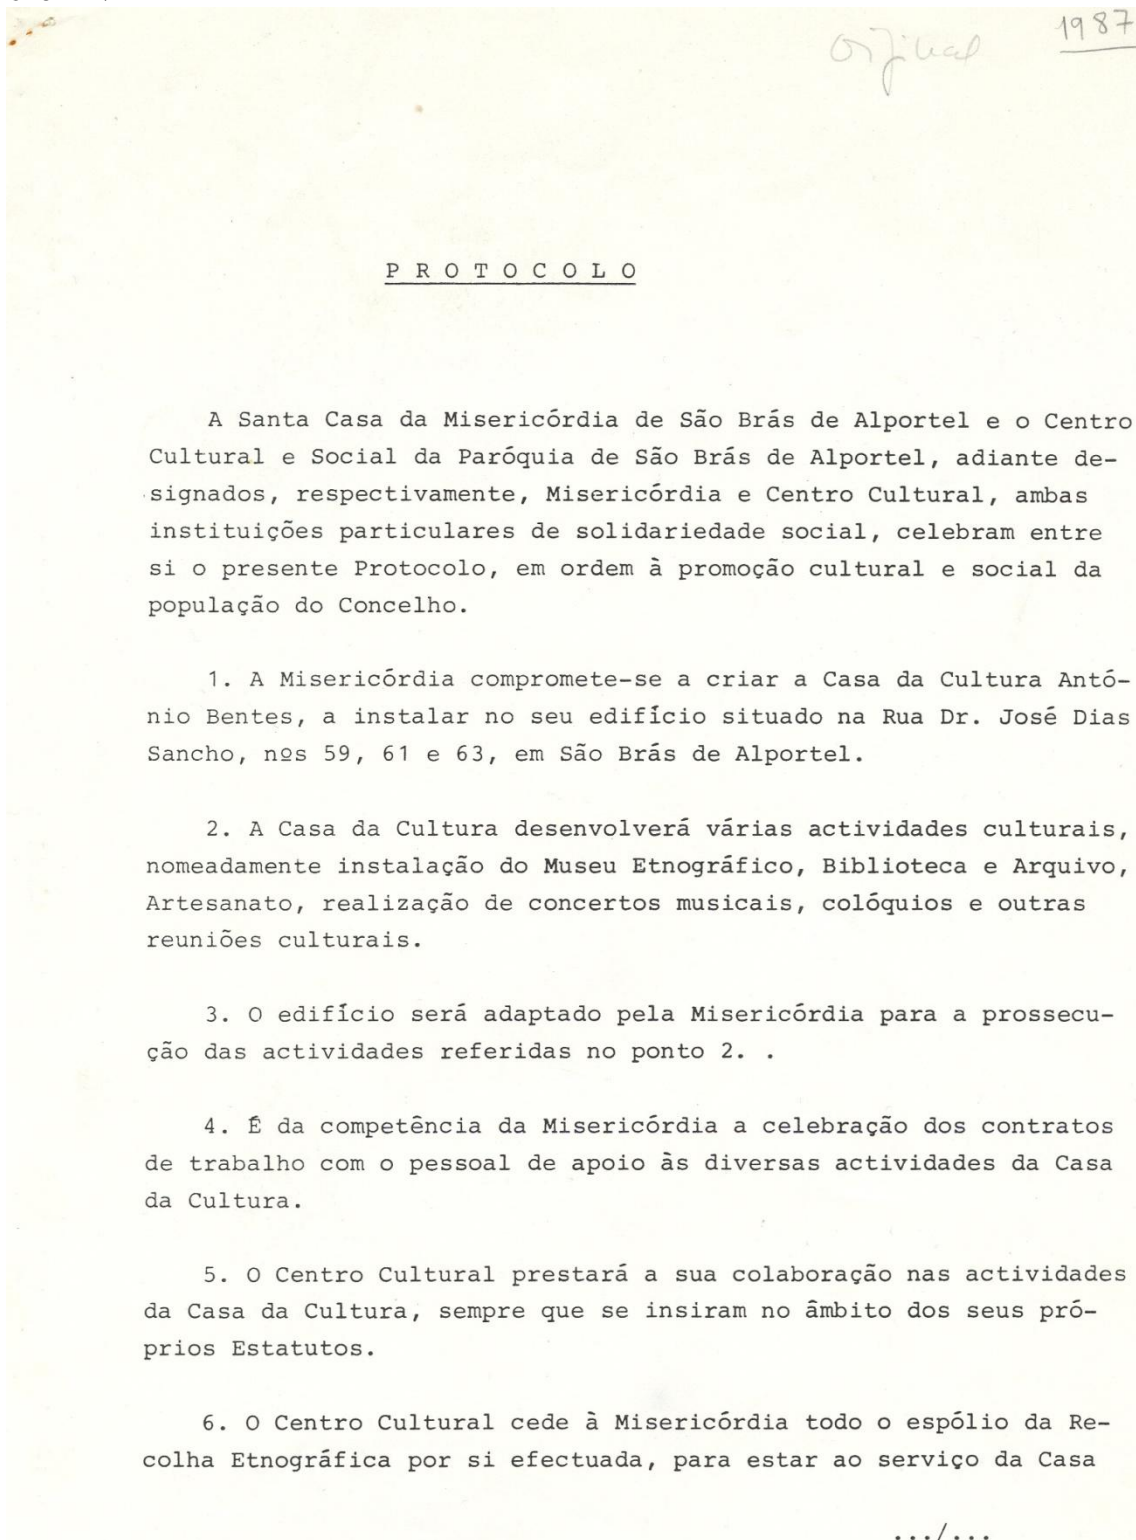 Original 1987
P R O T O C O L O
A Santa Casa da Misericórdia de São Brás de Alportel e o Centro
Cultural e Social da Paróquia de São Brás de Alportel, adiante de-
signados, respectivamente, Misericórdia e Centro Cultural, ambas
instituições particulares de solidariedade social, celebram entre
si o presente Protocolo, em ordem à promoção cultural e social da
população do Concelho.
1. A Misericórdia compromete-se a criar a Casa da Cultura Antó-
nio Bentes, a instalar no seu edifício situado na Rua Dr. José Dias
Sancho, nºs 59, 61 e 63, em São Brás de Alportel.
2. A Casa da Cultura desenvolverá várias actividades culturais,
nomeadamente instalação do Museu Etnográfico, Biblioteca e Arquivo,
Artesanato, realização de concertos musicais, colóquios e outras
reuniões culturais.
3. O edifício será adaptado pela Misericórdia para a prossecu-
ção das actividades referidas no ponto 2. .
4. É da competência da Misericórdia a celebração dos contratos
de trabalho com o pessoal de apoio às diversas actividades da Casa
da Cultura.
5. O Centro Cultural prestará a sua colaboração nas actividades
da Casa da Cultura, sempre que se insiram no âmbito dos seus pró-
prios Estatutos.
6. O Centro Cultural cede à Misericórdia todo o espólio da Re-
colha Etnográfica por si efectuada, para estar ao serviço da Casa
.../...